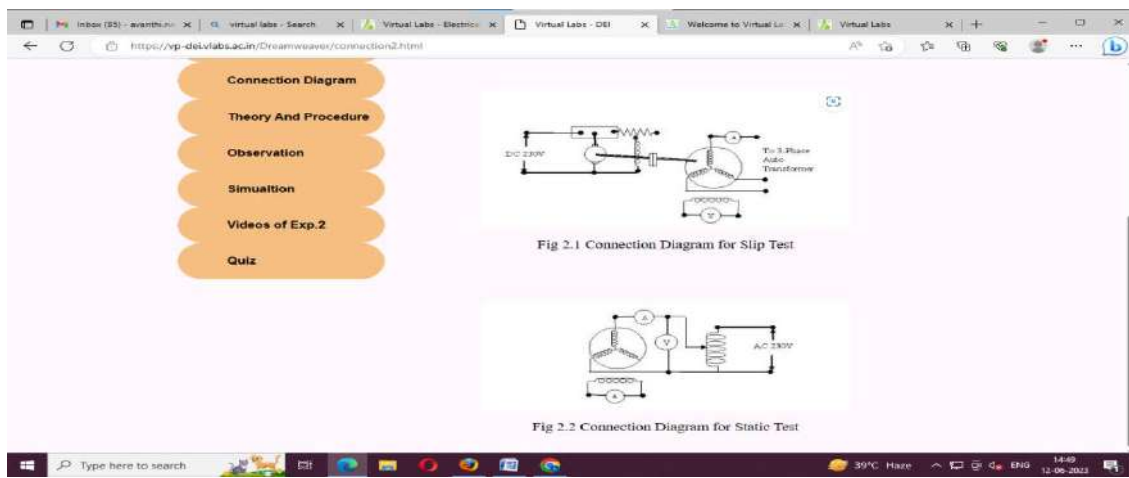 Inbox (85) - avanthi.n
virtual labs - Search
Virtual Labs - Electrics
Virtual Labs - DEI
Welcome to Virtual La
Virtual Labs
https://vp-dei.vlabs.ac.in/Dreamweaver/connection2.html
Connection Diagram
Theory And Procedure
Observation
Simualtion
Videos of Exp.2
Quiz
DC 230V
A
To 3-Phase
Auto
Transformer
V
Fig 2.1 Connection Diagram for Slip Test
A
V
AC 230V
A
Fig 2.2 Connection Diagram for Static Test
Type here to search
39°C Haze
ENG
14:49
12-06-2023